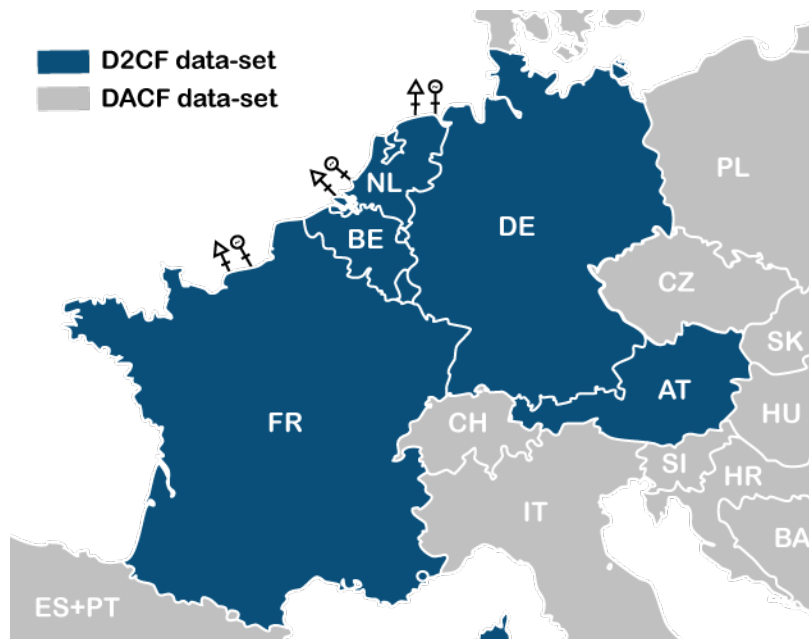 D2CF data-set
DACF data-set
PL
NL
DE
BE
CZ
SK
AT
FR
CH
HU
SI
HR
IT
BA
ES+PT